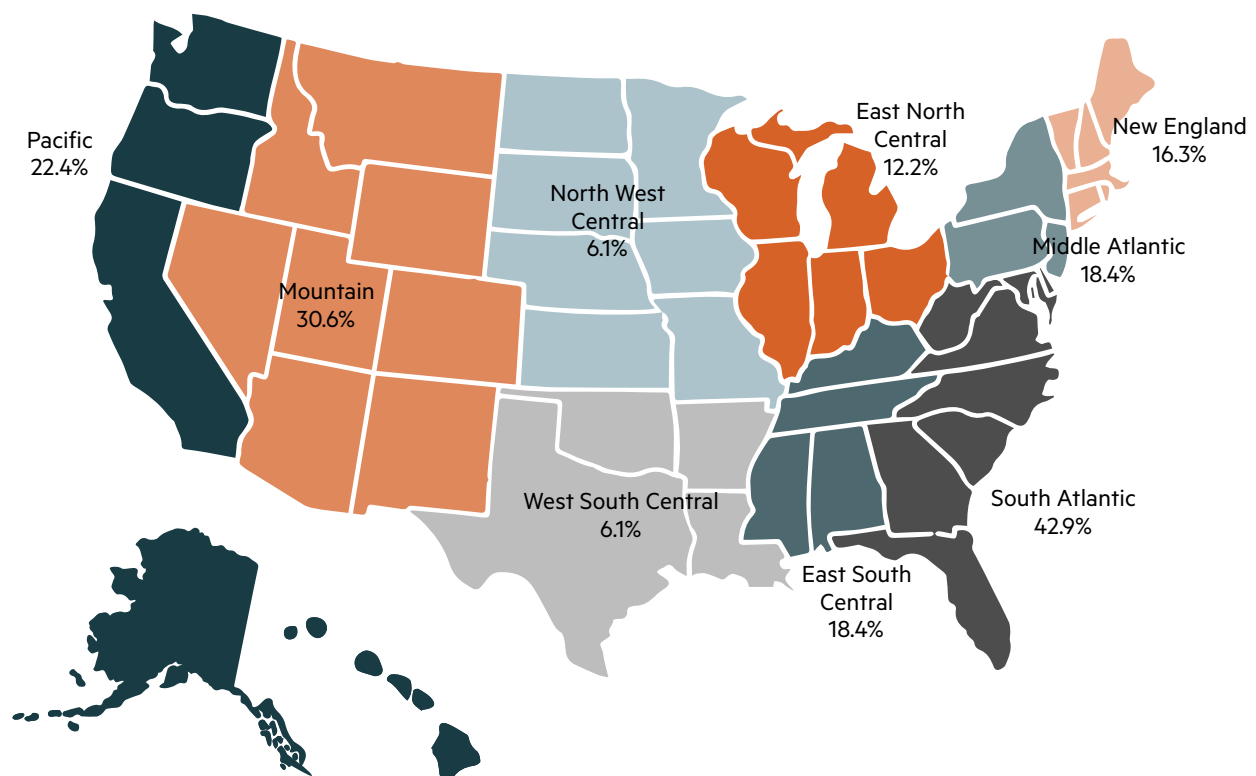 Pacific
22.4%
Mountain
30.6%
North West
Central
6.1%
West South Central
6.1%
East North
Central
12.2%
New England
16.3%
Middle Atlantic
18.4%
South Atlantic
42.9%
East South
Central
18.4%